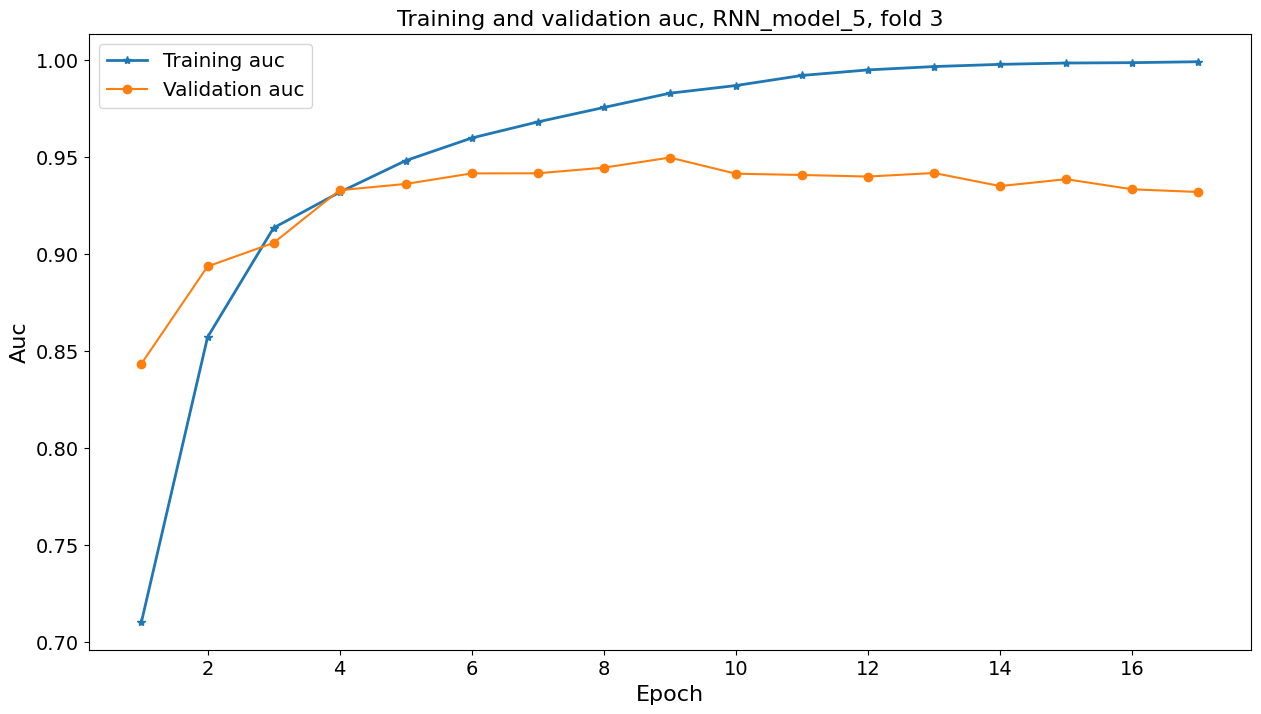 Training and validation auc, RNN_model_5, fold 3
Training auc
Validation auc
1.00
0.95
0.90
0.85
0.80
0.75
0.70
Auc
2 4 6 8 10 12 14 16
Epoch